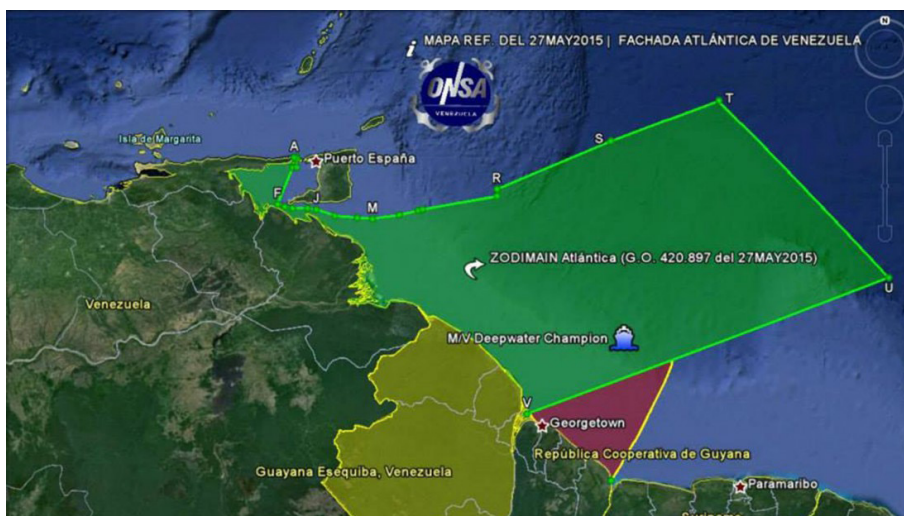 N
MAPA REF. DEL 27MAY2015 | FACHADA ATLÁNTICA DE VENEZUELA
i
ONSA
VENEZUELA
T
Isla de Margarita
S
A
Puerto España
R
F
J
M
ZODIMAIN Atlántica (G.O. 420.897 del 27MAY2015)
U
Venezuela
M/V Deepwater Champion
V
Georgetown
República Cooperativa de Guyana
Guayana Esequiba, Venezuela
Paramaribo
Suriname